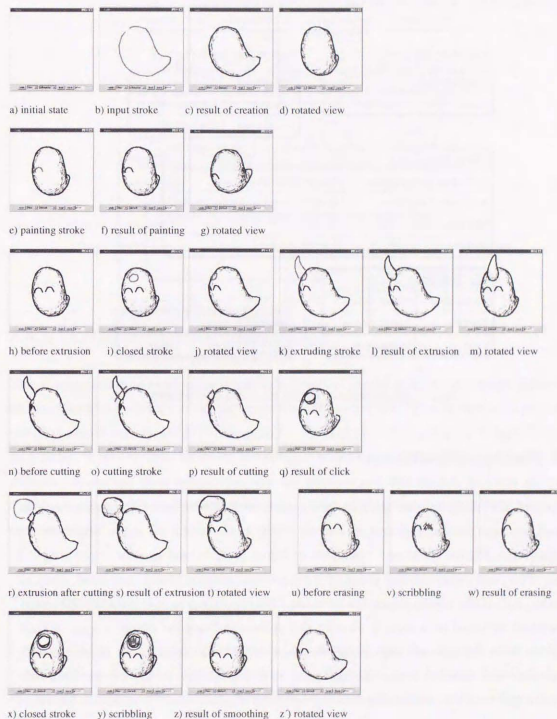 a) initial state b) input stroke c) result of creation d) rotated view
e) painting stroke f) result of painting g) rotated view
h) before extrusion i) closed stroke j) rotated view k) extruding stroke l) result of extrusion m) rotated view
n) before cutting o) cutting stroke p) result of cutting q) result of click
r) extrusion after cutting s) result of extrusion t) rotated view u) before erasing v) scribbling w) result of erasing
x) closed stroke y) scribbling z) result of smoothing z´) rotated view